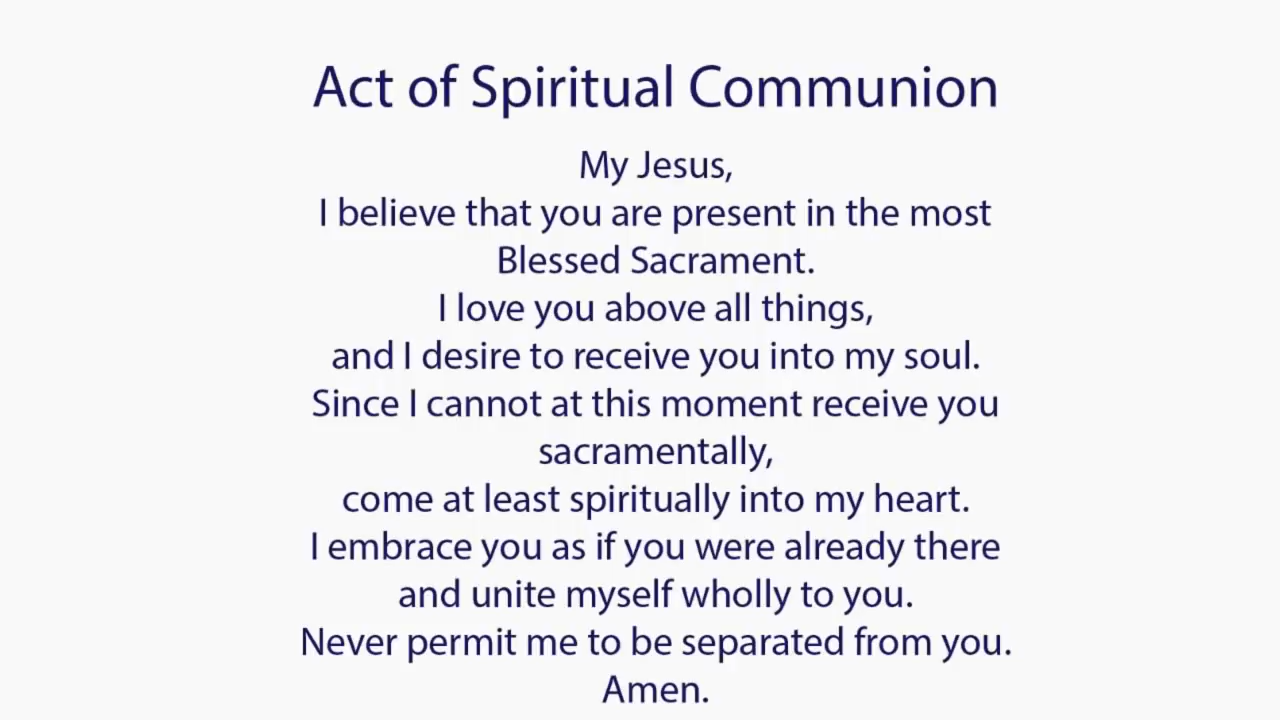 Act of Spiritual Communion
My Jesus,
I believe that you are present in the most
Blessed Sacrament.
I love you above all things,
and I desire to receive you into my soul.
Since I cannot at this moment receive you
sacramentally,
come at least spiritually into my heart.
I embrace you as if you were already there
and unite myself wholly to you.
Never permit me to be separated from you.
Amen.